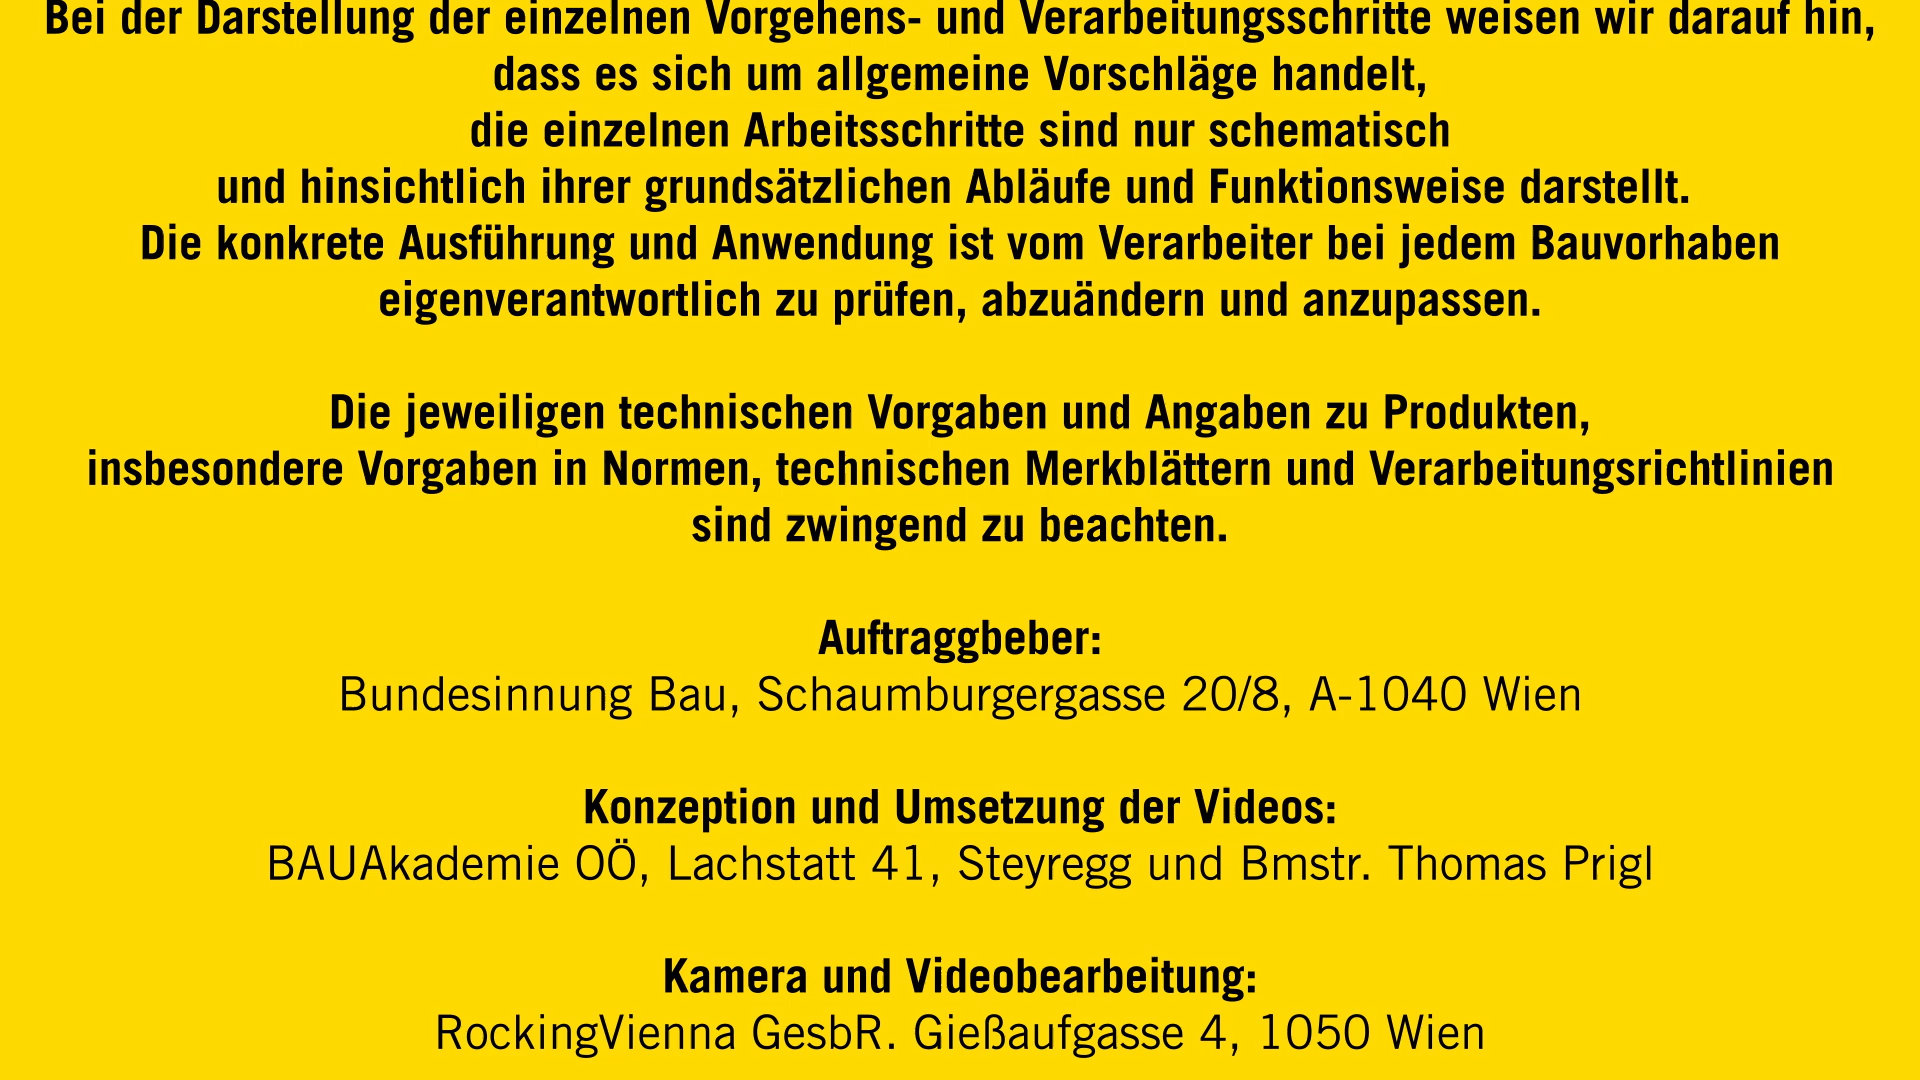 Bei der Darstellung der einzelnen Vorgehens- und Verarbeitungsschritte weisen wir darauf hin,
dass es sich um allgemeine Vorschläge handelt,
die einzelnen Arbeitsschritte sind nur schematisch
und hinsichtlich ihrer grundsätzlichen Abläufe und Funktionsweise darstellt.
Die konkrete Ausführung und Anwendung ist vom Verarbeiter bei jedem Bauvorhaben
eigenverantwortlich zu prüfen, abzuändern und anzupassen.
Die jeweiligen technischen Vorgaben und Angaben zu Produkten,
insbesondere Vorgaben in Normen, technischen Merkblättern und Verarbeitungsrichtlinien
sind zwingend zu beachten.
Auftraggbeber:
Bundesinnung Bau, Schaumburgergasse 20/8, A-1040 Wien
Konzeption und Umsetzung der Videos:
BAUAkademie OÖ, Lachstatt 41, Steyregg und Bmstr. Thomas Prigl
Kamera und Videobearbeitung:
RockingVienna GesbR. Gießaufgasse 4, 1050 Wien